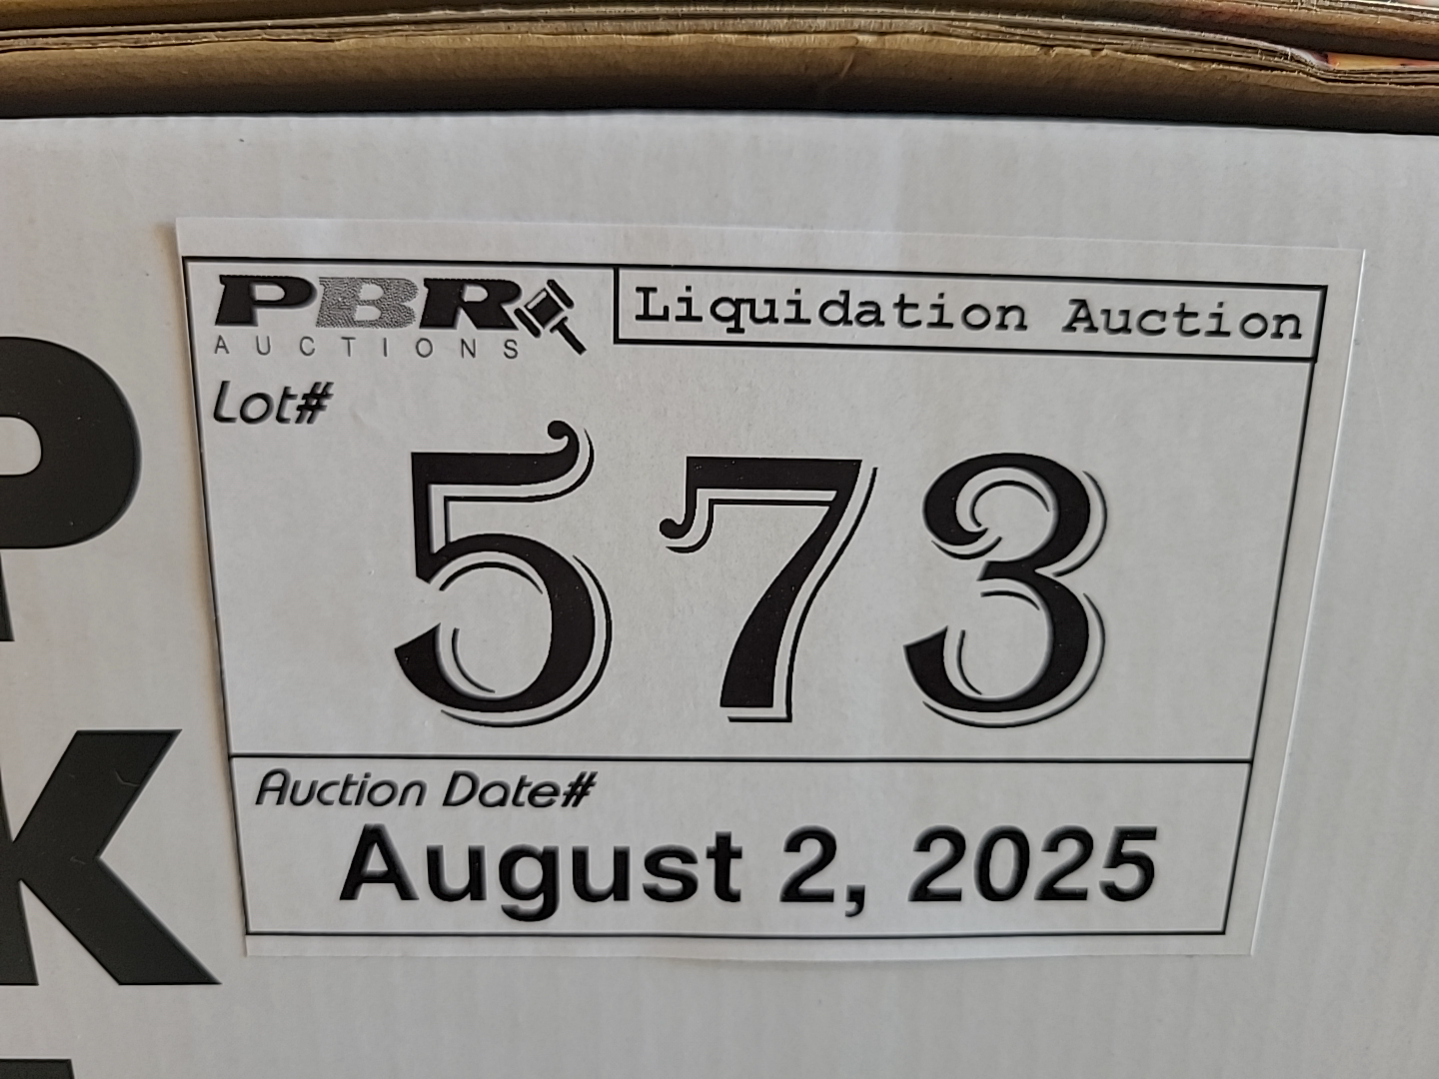 PBR
AUCTIONS
Liquidation Auction
Lot#
573
Auction Date#
August 2, 2025
P
K